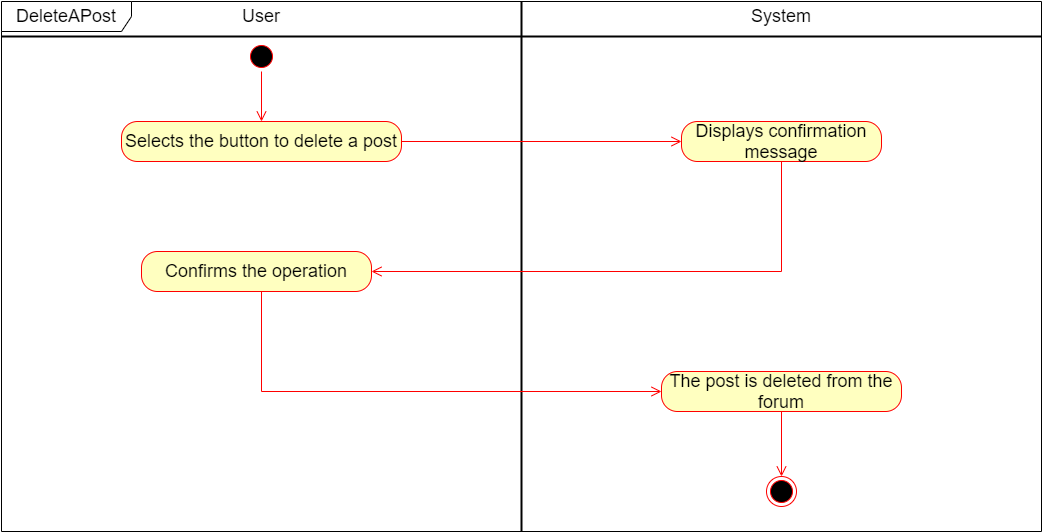 DeleteAPost
User
System
Selects the button to delete a post
Displays confirmation
message
Confirms the operation
The post is deleted from the
forum